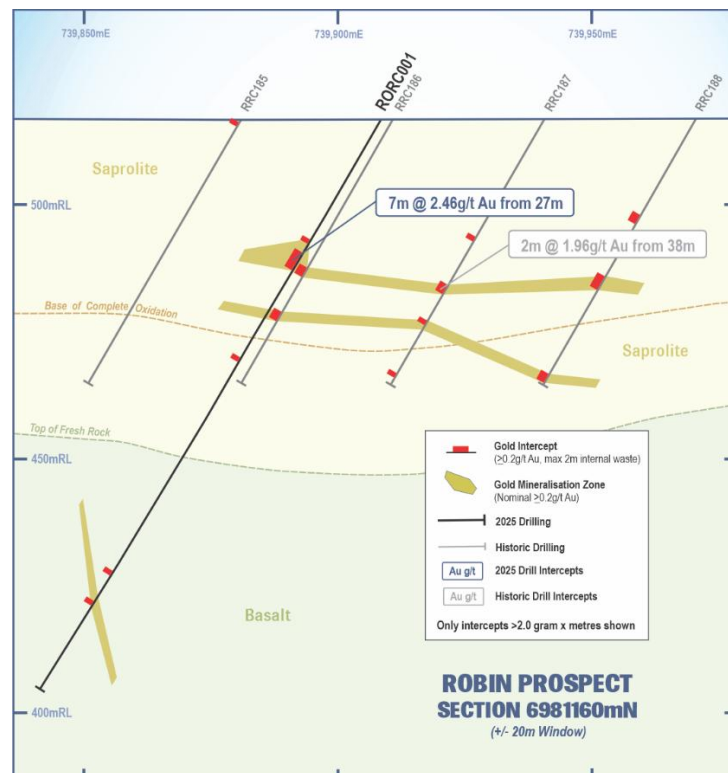 739,850mE
739,900mE
739,950mE
RRC185
RORC001
RRC186
RRC187
RRC188
Saprolite
500mRL
7m @ 2.46g/t Au from 27m
2m @ 1.96g/t Au from 38m
Base of Complete Oxidation
Saprolite
Top of Fresh Rock
450mRL
Gold Intercept
(≥0.2g/t Au, max 2m internal waste)
Gold Mineralisation Zone
(Nominal ≥0.2g/t Au)
2025 Drilling
Historic Drilling
Au g/t 2025 Drill Intercepts
Au g/t Historic Drill Intercepts
Only intercepts >2.0 gram x metres shown
Basalt
ROBIN PROSPECT
SECTION 6981160mN
(+/- 20m Window)
400mRL